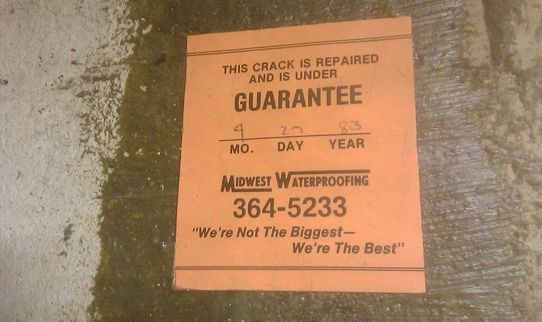 THIS CRACK IS REPAIRED
AND IS UNDER
GUARANTEE
9 27 83
MO. DAY YEAR
MIDWEST WATERPROOFING
364-5233
"We're Not The Biggest—
We're The Best"